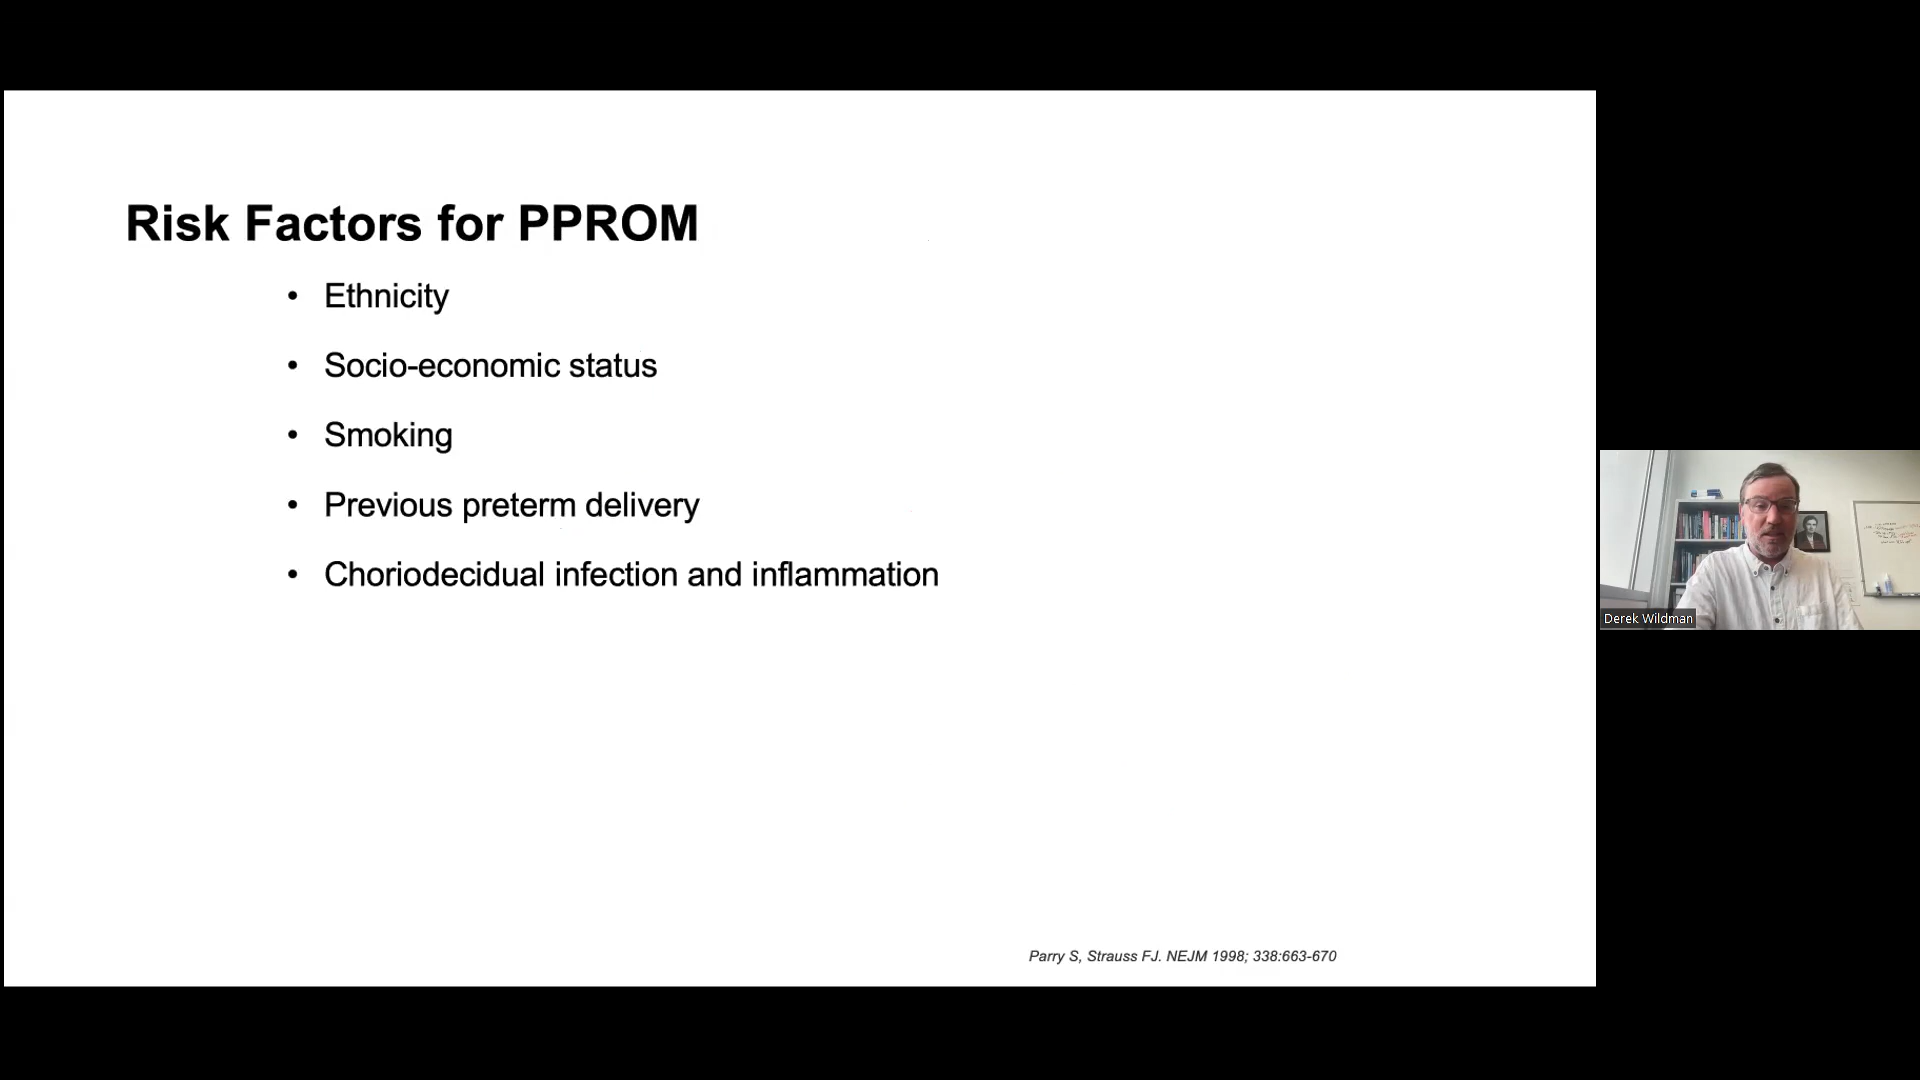 Risk Factors for PPROM
• Ethnicity
• Socio-economic status
• Smoking
• Previous preterm delivery
• Choriodecidual infection and inflammation
Parry S, Strauss FJ. NEJM 1998; 338:663-670
Derek Wildman